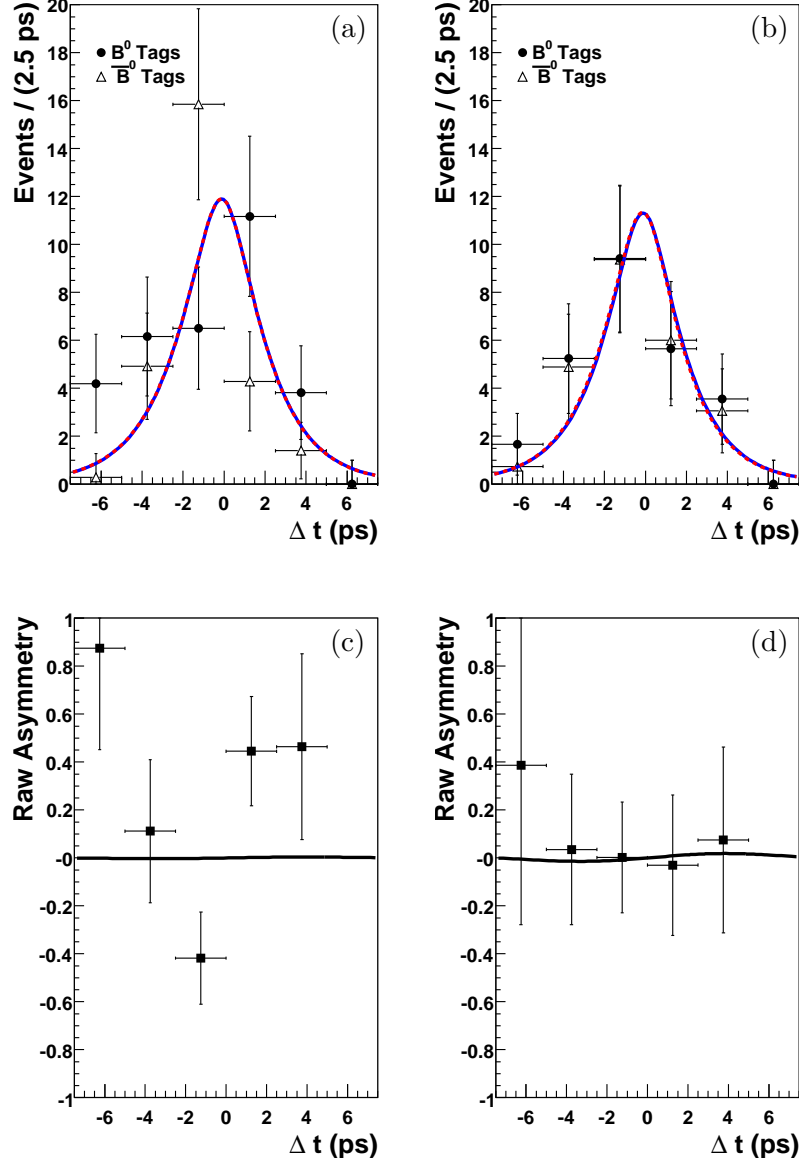 (a)
Events / (2.5 ps)
20
18
16
14
12
10
8
6
4
2
0
B⁰ Tags
B̅⁰ Tags
-6 -4 -2 0 2 4 6
Δ t (ps)
(b)
Events / (2.5 ps)
20
18
16
14
12
10
8
6
4
2
0
B⁰ Tags
B̅⁰ Tags
-6 -4 -2 0 2 4 6
Δ t (ps)
(c)
Raw Asymmetry
1
0.8
0.6
0.4
0.2
-0
-0.2
-0.4
-0.6
-0.8
-1
-6 -4 -2 0 2 4 6
Δ t (ps)
(d)
Raw Asymmetry
1
0.8
0.6
0.4
0.2
-0
-0.2
-0.4
-0.6
-0.8
-1
-6 -4 -2 0 2 4 6
Δ t (ps)